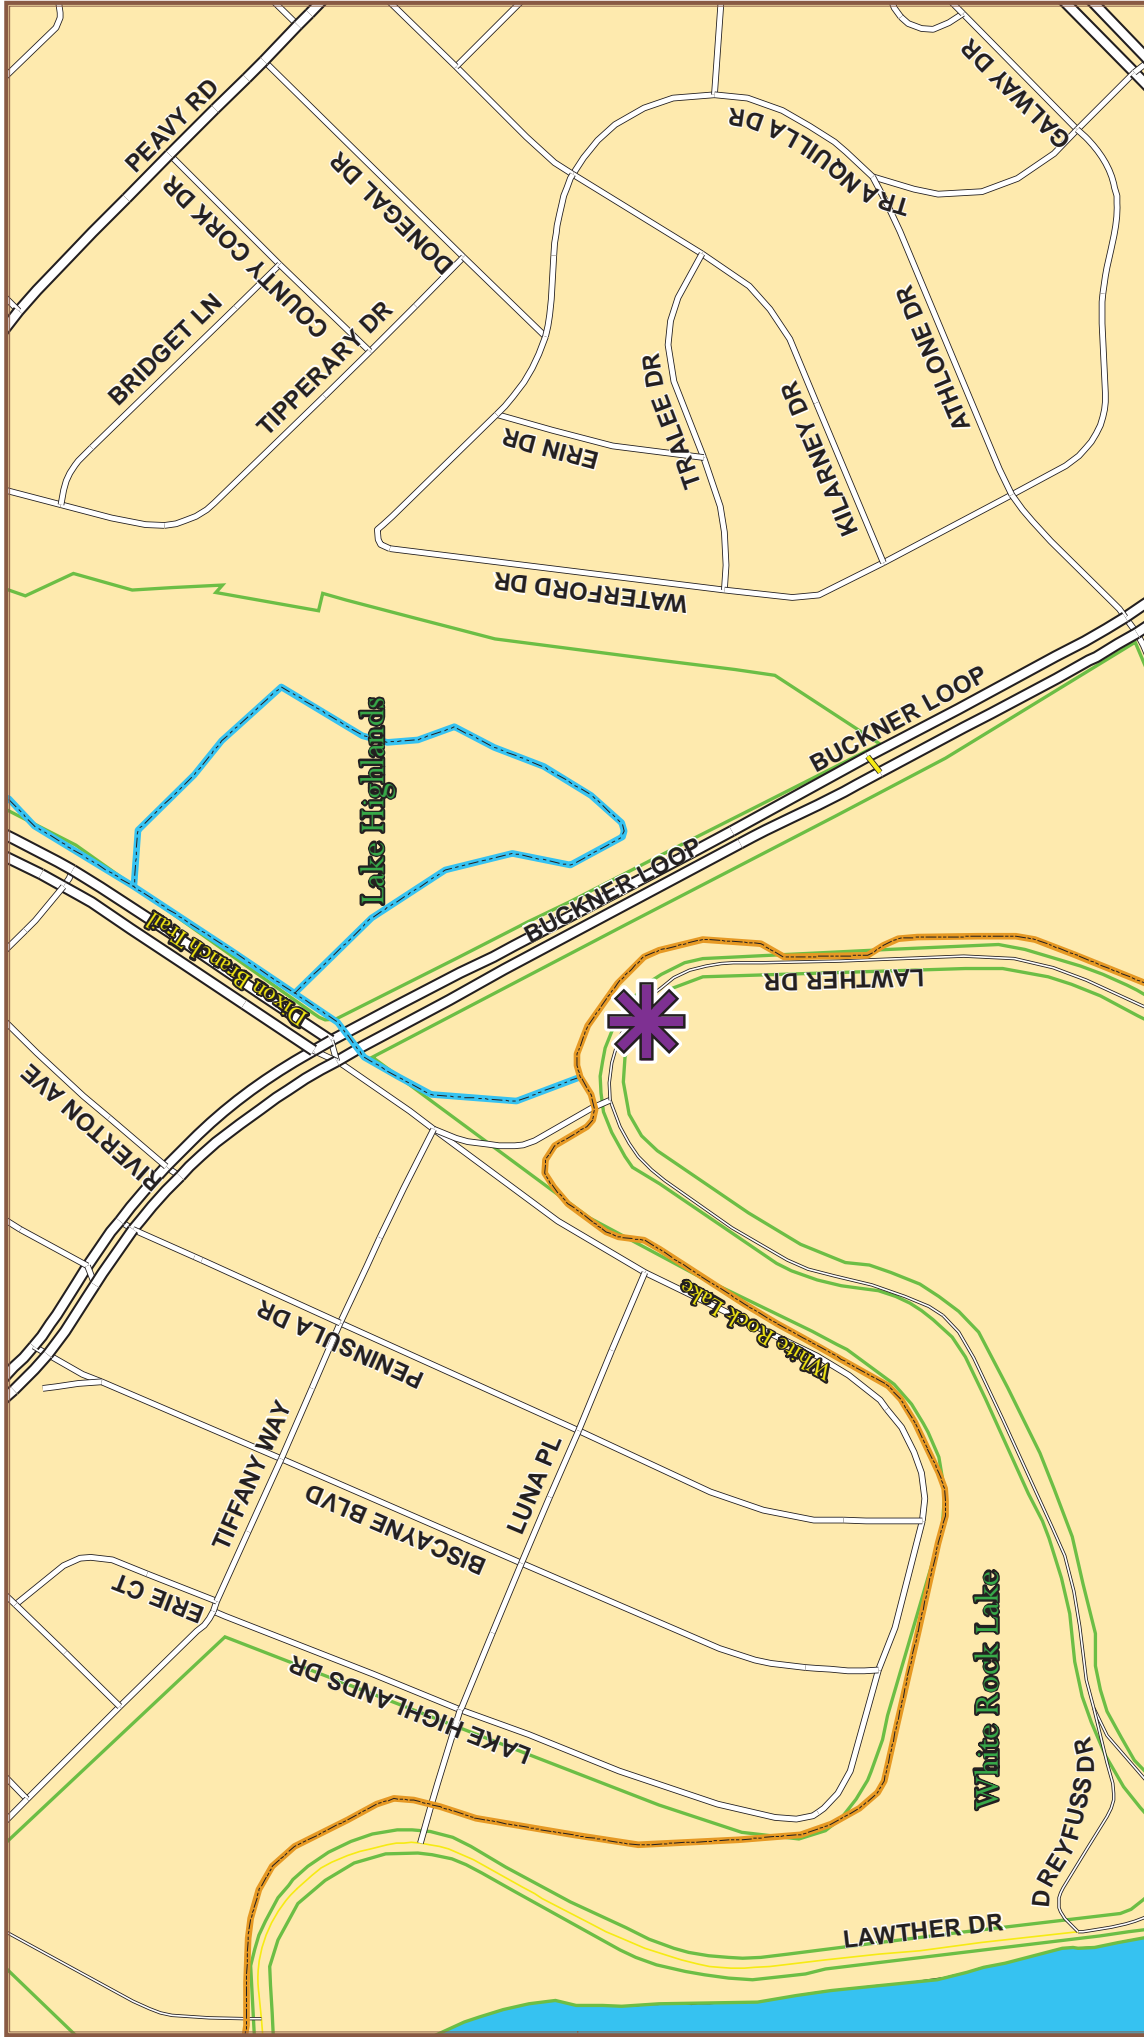 PEAVY RD
GALWAY DR
TRANQUILLA DR
DONEGAL DR
COUNTY CORK DR
BRIDGET LN
TIPPERARY DR
ATHLONE DR
TRALEE DR
KILARNEY DR
ERIN DR
WATERFORD DR
BUCKNER LOOP
Lake Highlands
BUCKNER LOOP
Dixon Branch Trail
LAWTHER DR
RIVERTON AVE
White Rock Lake
PENINSULA DR
TIFFANY WAY
LUNA PL
BISCAYNE BLVD
ERIE CT
White Rock Lake
LAKE HIGHLANDS DR
DREYFUSS DR
LAWTHER DR